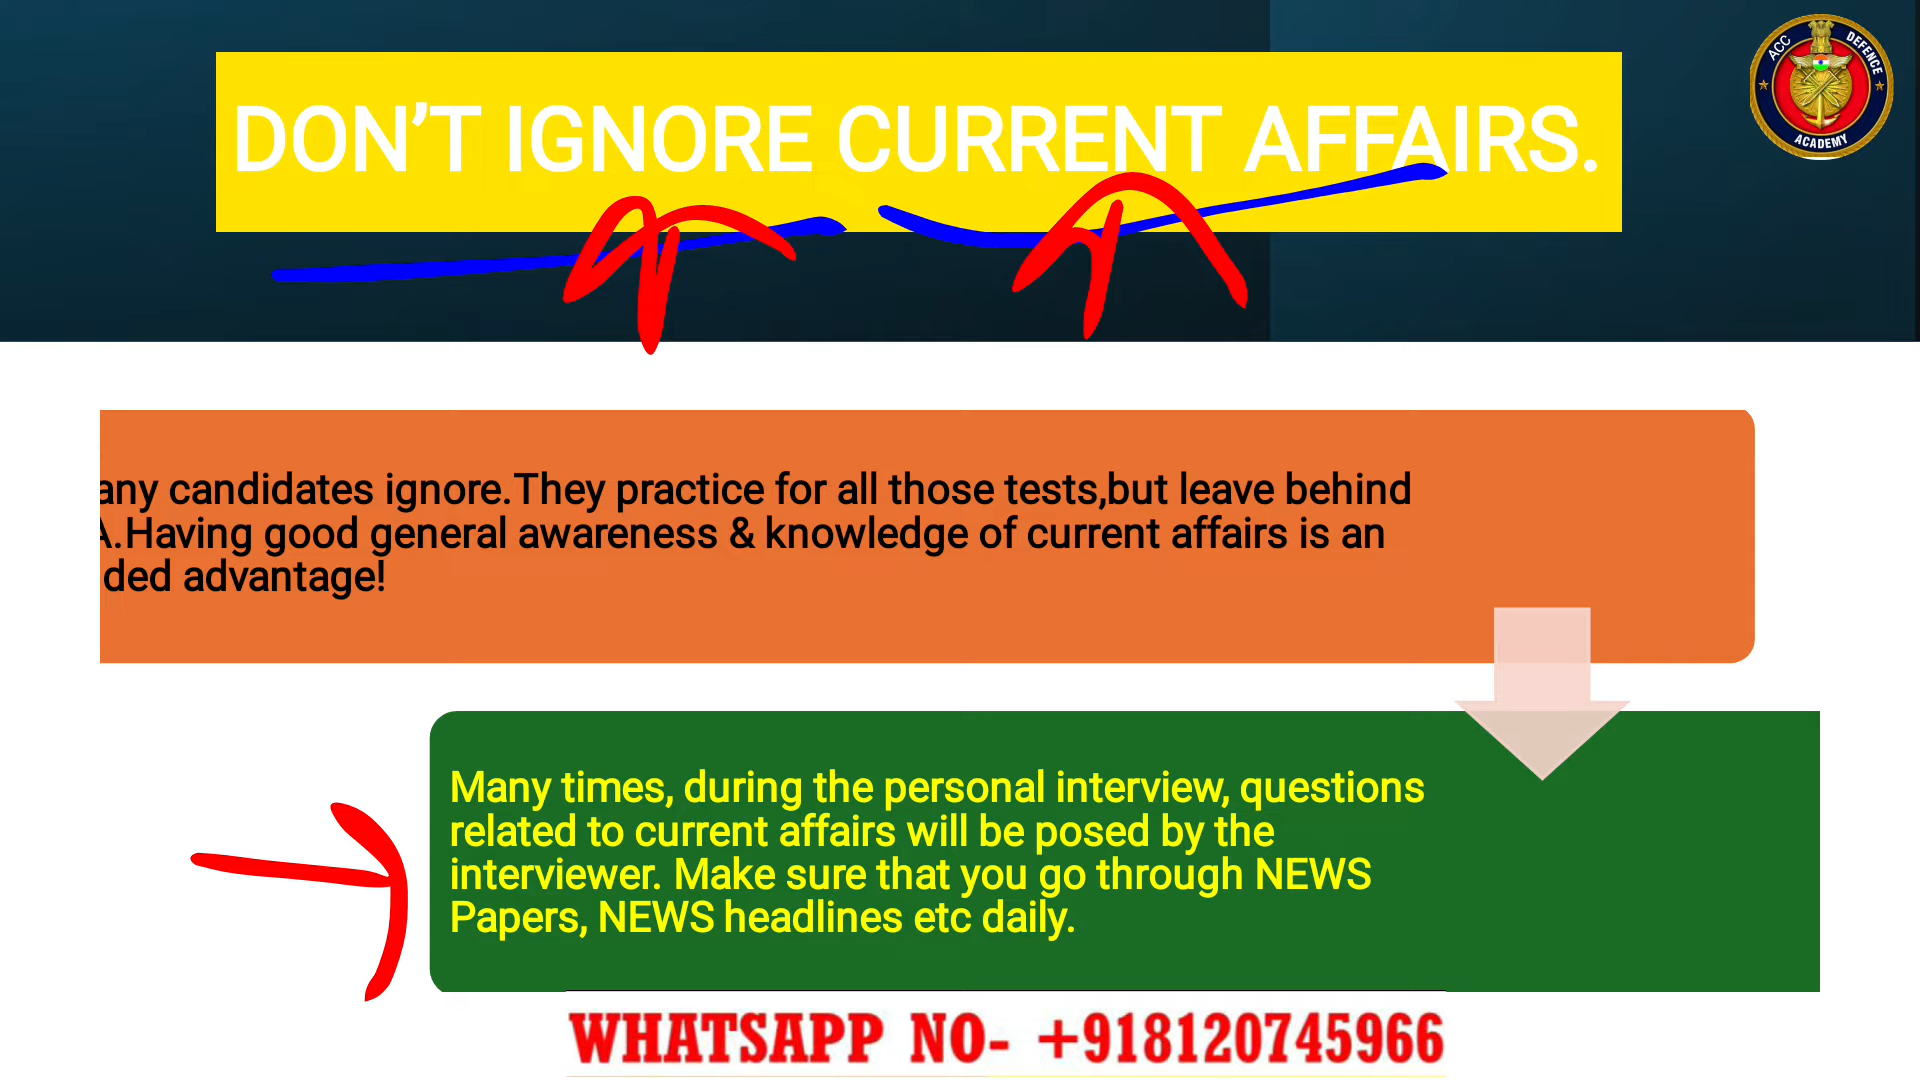 ACC DEFENCE
ACADEMY
DON’T IGNORE CURRENT AFFAIRS.
candidates ignore.They practice for all those tests,but leave behind
Having good general awareness & knowledge of current affairs is an
advantage!
Many times, during the personal interview, questions
related to current affairs will be posed by the
interviewer. Make sure that you go through NEWS
Papers, NEWS headlines etc daily.
WHATSAPP NO- +918120745966